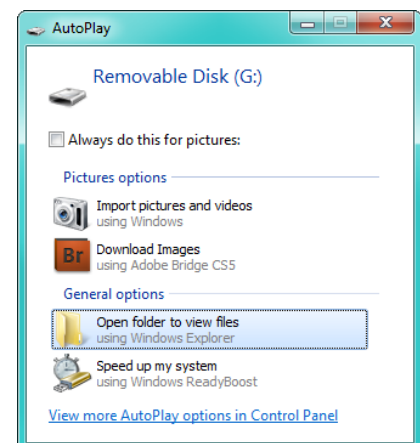 AutoPlay
Removable Disk (G:)
Always do this for pictures:
Pictures options
Import pictures and videos
using Windows
Br
Download Images
using Adobe Bridge CS5
General options
Open folder to view files
using Windows Explorer
Speed up my system
using Windows ReadyBoost
View more AutoPlay options in Control Panel